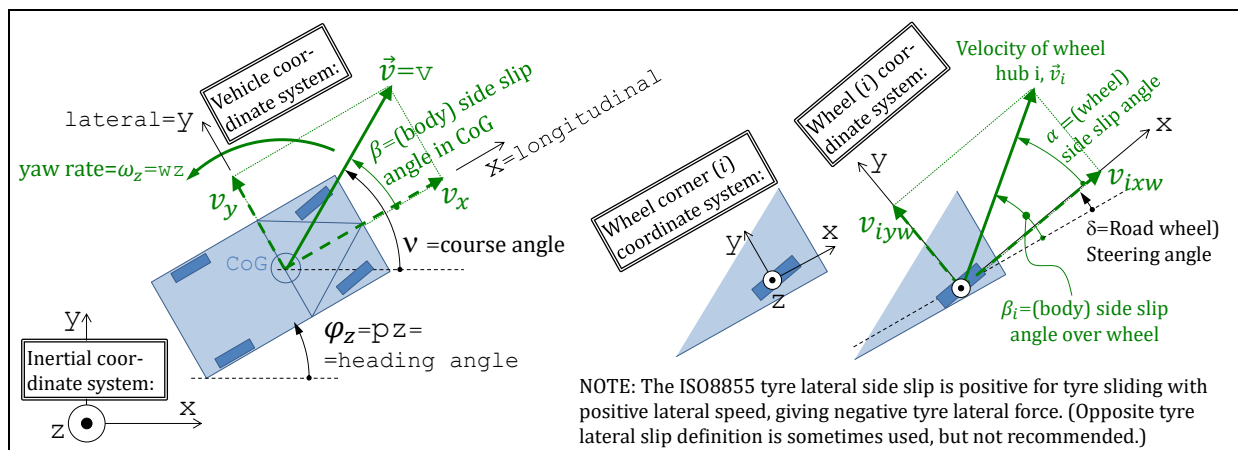 Vehicle coor-
dinate system:
v⃗=v
lateral=y
yaw rate=ω_z=wz
v_y
β=(body) side slip
angle in CoG
x=longitudinal
v_x
ν =course angle
CoG
φ_z=pz=
=heading angle
y
Inertial coor-
dinate system:
z
x
Wheel corner (i)
coordinate system:
y
x
z
Wheel (i) coor-
dinate system:
Velocity of wheel
hub i, v⃗_i
α=(wheel)
side slip angle
x
y
v_ixw
v_iyw
δ=Road wheel)
Steering angle
β_i=(body) side slip
angle over wheel
NOTE: The ISO8855 tyre lateral side slip is positive for tyre sliding with
positive lateral speed, giving negative tyre lateral force. (Opposite tyre
lateral slip definition is sometimes used, but not recommended.)